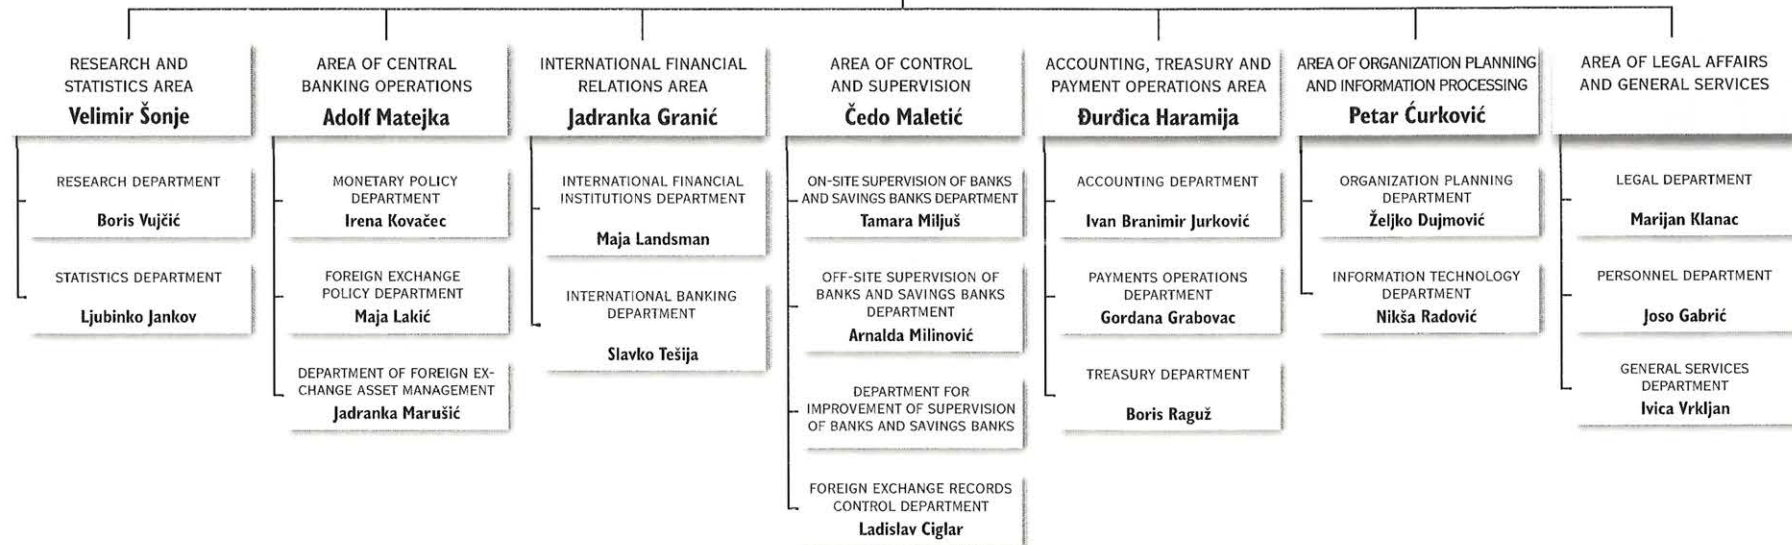 RESEARCH AND
STATISTICS AREA
Velimir Šonje
RESEARCH DEPARTMENT
Boris Vujčić
STATISTICS DEPARTMENT
Ljubinko Jankov
AREA OF CENTRAL
BANKING OPERATIONS
Adolf Matejka
MONETARY POLICY
DEPARTMENT
Irena Kovačec
FOREIGN EXCHANGE
POLICY DEPARTMENT
Maja Lakić
DEPARTMENT OF FOREIGN EX-
CHANGE ASSET MANAGEMENT
Jadranka Marušić
INTERNATIONAL FINANCIAL
RELATIONS AREA
Jadranka Granić
INTERNATIONAL FINANCIAL
INSTITUTIONS DEPARTMENT
Maja Landsman
INTERNATIONAL BANKING
DEPARTMENT
Slavko Tešija
AREA OF CONTROL
AND SUPERVISION
Čedo Maletić
ON-SITE SUPERVISION OF BANKS
AND SAVINGS BANKS DEPARTMENT
Tamara Miljuš
OFF-SITE SUPERVISION OF
BANKS AND SAVINGS BANKS
DEPARTMENT
Arnalda Milinović
DEPARTMENT FOR
IMPROVEMENT OF SUPERVISION
OF BANKS AND SAVINGS BANKS
FOREIGN EXCHANGE RECORDS
CONTROL DEPARTMENT
Ladislav Ciglar
ACCOUNTING, TREASURY AND
PAYMENT OPERATIONS AREA
Đurđica Haramija
ACCOUNTING DEPARTMENT
Ivan Branimir Jurković
PAYMENTS OPERATIONS
DEPARTMENT
Gordana Grabovac
TREASURY DEPARTMENT
Boris Raguž
AREA OF ORGANIZATION PLANNING
AND INFORMATION PROCESSING
Petar Ćurković
ORGANIZATION PLANNING
DEPARTMENT
Željko Dujmović
INFORMATION TECHNOLOGY
DEPARTMENT
Nikša Radović
AREA OF LEGAL AFFAIRS
AND GENERAL SERVICES
LEGAL DEPARTMENT
Marijan Klanac
PERSONNEL DEPARTMENT
Joso Gabrić
GENERAL SERVICES
DEPARTMENT
Ivica Vrkljan